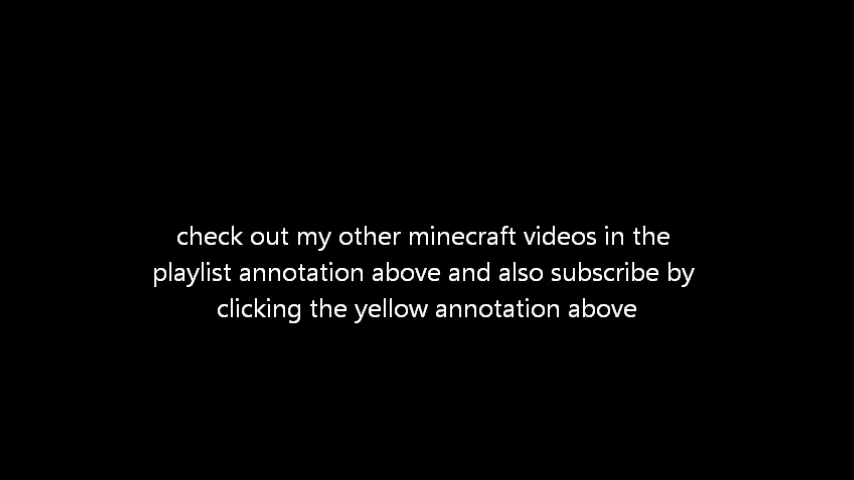 check out my other minecraft videos in the
playlist annotation above and also subscribe by
clicking the yellow annotation above